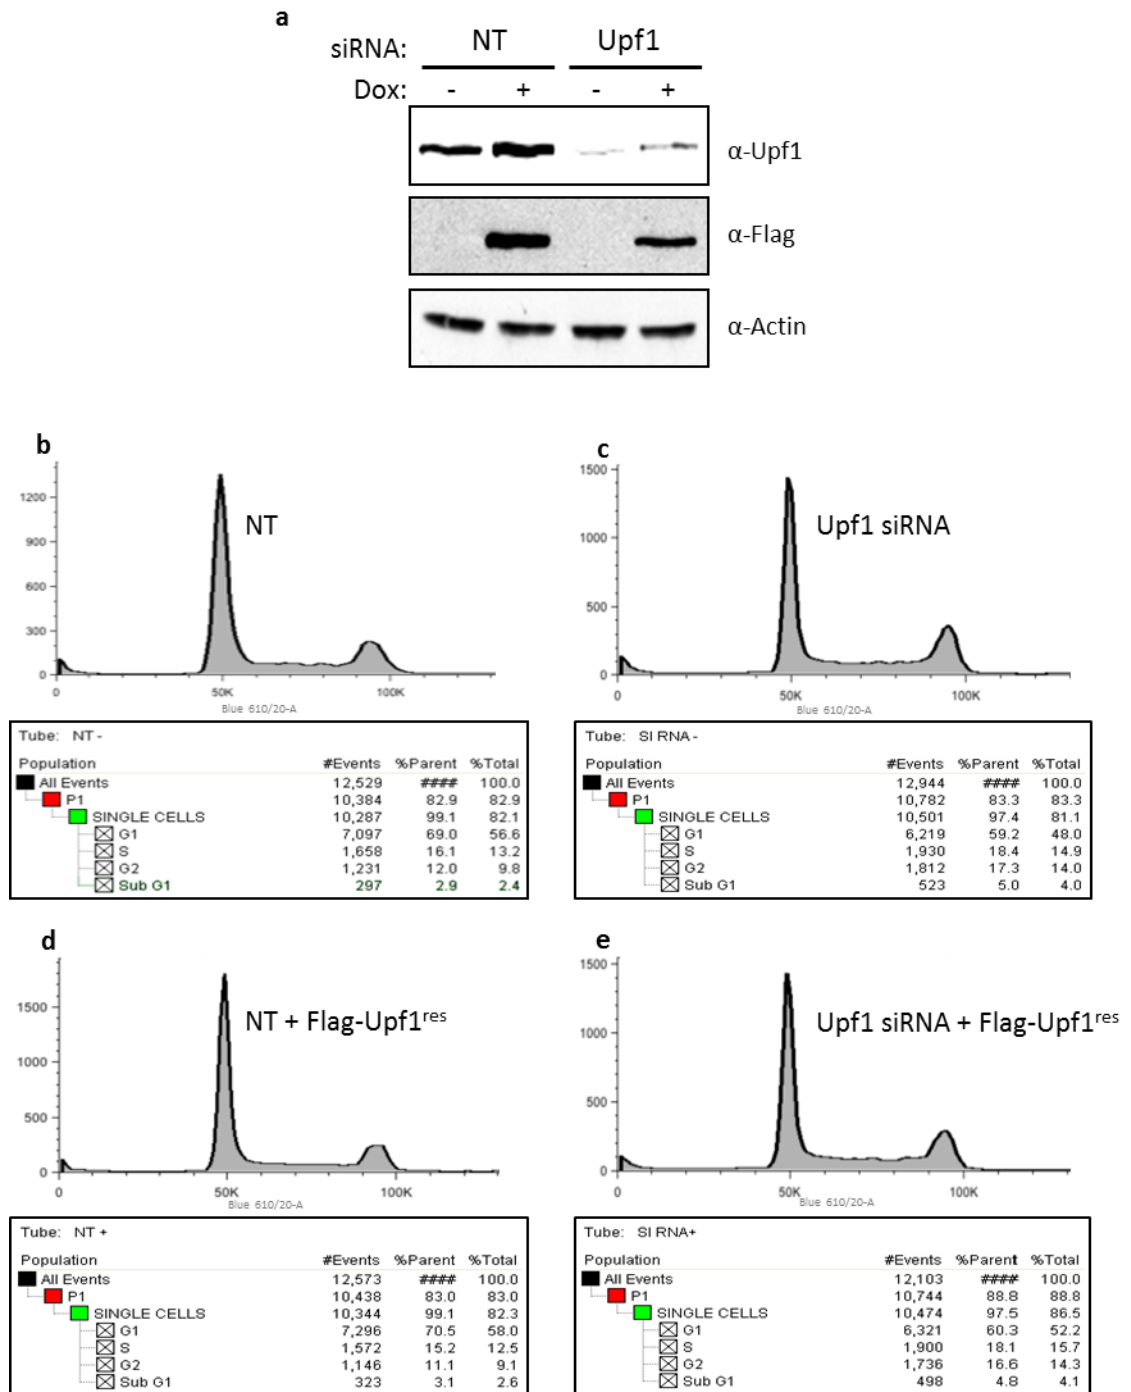 a
siRNA: NT Upf1
Dox: - + - +
α-Upf1
α-Flag
α-Actin
b
1200
900
600
300
0
NT
0 50K 100K
Blue 610/20-A
Tube: NT -
Population #Events %Parent %Total
All Events 12,529 #### 100.0
P1 10,384 82.9 82.9
SINGLE CELLS 10,287 99.1 82.1
G1 7,097 69.0 56.6
S 1,658 16.1 13.2
G2 1,231 12.0 9.8
Sub G1 297 2.9 2.4
c
1500
1000
500
0
Upf1 siRNA
0 50K 100K
Blue 610/20-A
Tube: SI RNA -
Population #Events %Parent %Total
All Events 12,944 #### 100.0
P1 10,782 83.3 83.3
SINGLE CELLS 10,501 97.4 81.1
G1 6,219 59.2 48.0
S 1,930 18.4 14.9
G2 1,812 17.3 14.0
Sub G1 523 5.0 4.0
d
1500
1000
500
0
NT + Flag-Upf1res
0 50K 100K
Blue 610/20-A
Tube: NT +
Population #Events %Parent %Total
All Events 12,573 #### 100.0
P1 10,438 83.0 83.0
SINGLE CELLS 10,344 99.1 82.3
G1 7,296 70.5 58.0
S 1,572 15.2 12.5
G2 1,146 11.1 9.1
Sub G1 323 3.1 2.6
e
1500
1000
500
0
Upf1 siRNA + Flag-Upf1res
0 50K 100K
Blue 610/20-A
Tube: SI RNA+
Population #Events %Parent %Total
All Events 12,103 #### 100.0
P1 10,744 88.8 88.8
SINGLE CELLS 10,474 97.5 86.5
G1 6,321 60.3 52.2
S 1,900 18.1 15.7
G2 1,736 16.6 14.3
Sub G1 498 4.8 4.1